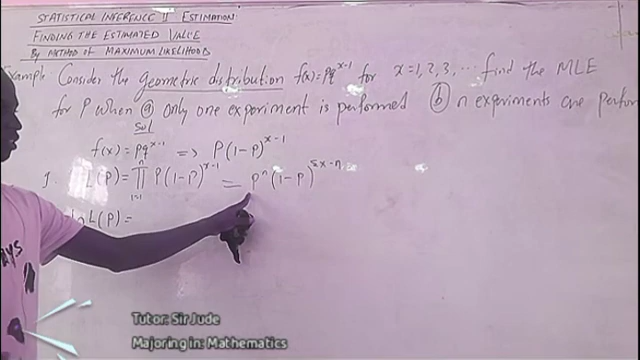 STATISTICAL INFERENCE II ESTIMATION:
FINDING THE ESTIMATED VALUE
BY METHOD OF MAXIMUM LIKELIHOOD
Example: Consider the geometric distribution f(x)=pq^{x-1} for x=1,2,3,... find the MLE
for P when (a) only one experiment is performed (b) n experiments are perfor
Sol
f(x)=pq^{x-1} => P(1-P)^{x-1}
1. L(P)=∏_{i=1}^{n} P(1-P)^{x-1} = P^n(1-P)^{Σx-n}
L(P)=
Tutor: Sir Jude
Majoring in: Mathematics